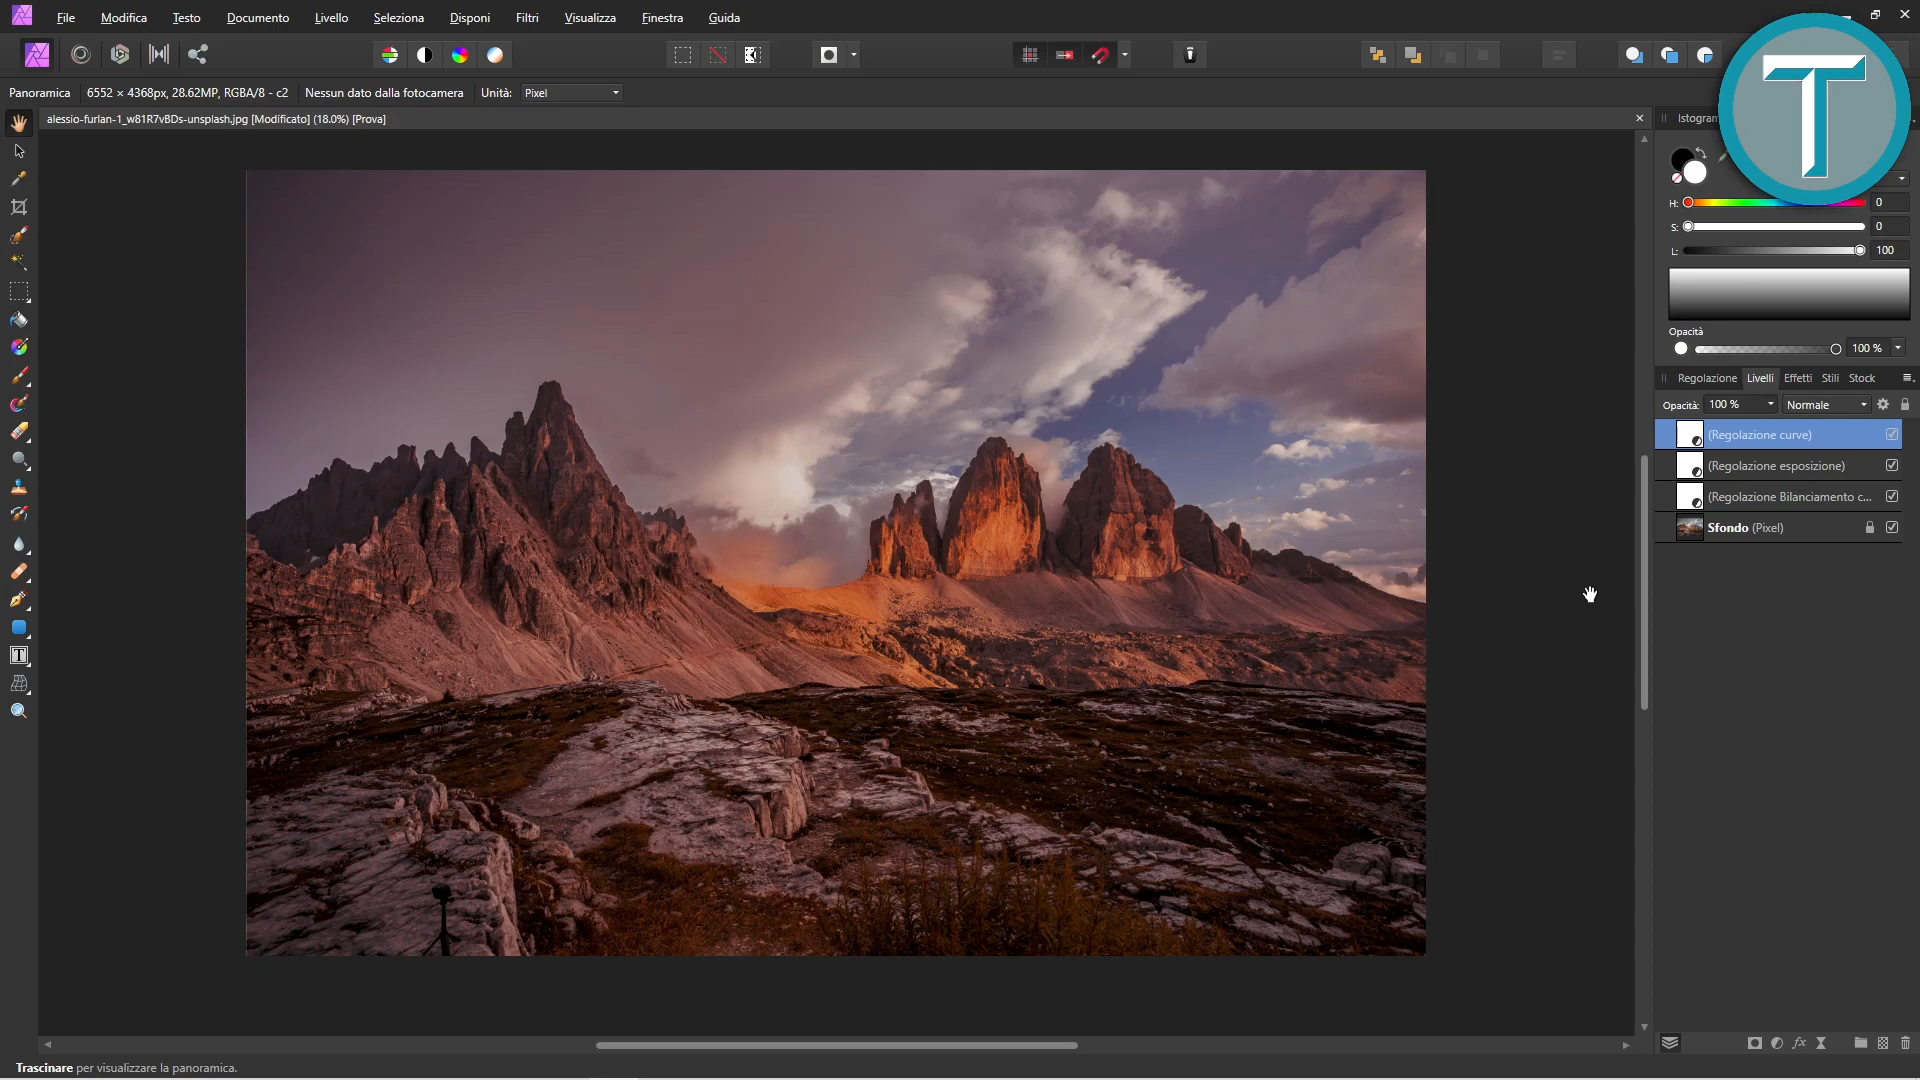 File Modifica Testo Documento Livello Seleziona Disponi Filtri Visualizza Finestra Guida
Panoramica 6552 × 4368px, 28.62MP, RGBA/8 - c2 Nessun dato dalla fotocamera Unità: Pixel
alessio-furlan-1_w81R7vBDs-unsplash.jpg [Modificato] (18.0%) [Prova]
T
H: 0
S: 0
L: 100
Opacità
100 %
Regolazione Livelli Effetti Stili Stock
Opacità: 100 % Normale
(Regolazione curve)
(Regolazione esposizione)
(Regolazione Bilanciamento c...
Sfondo (Pixel)
fx
Trascinare per visualizzare la panoramica.